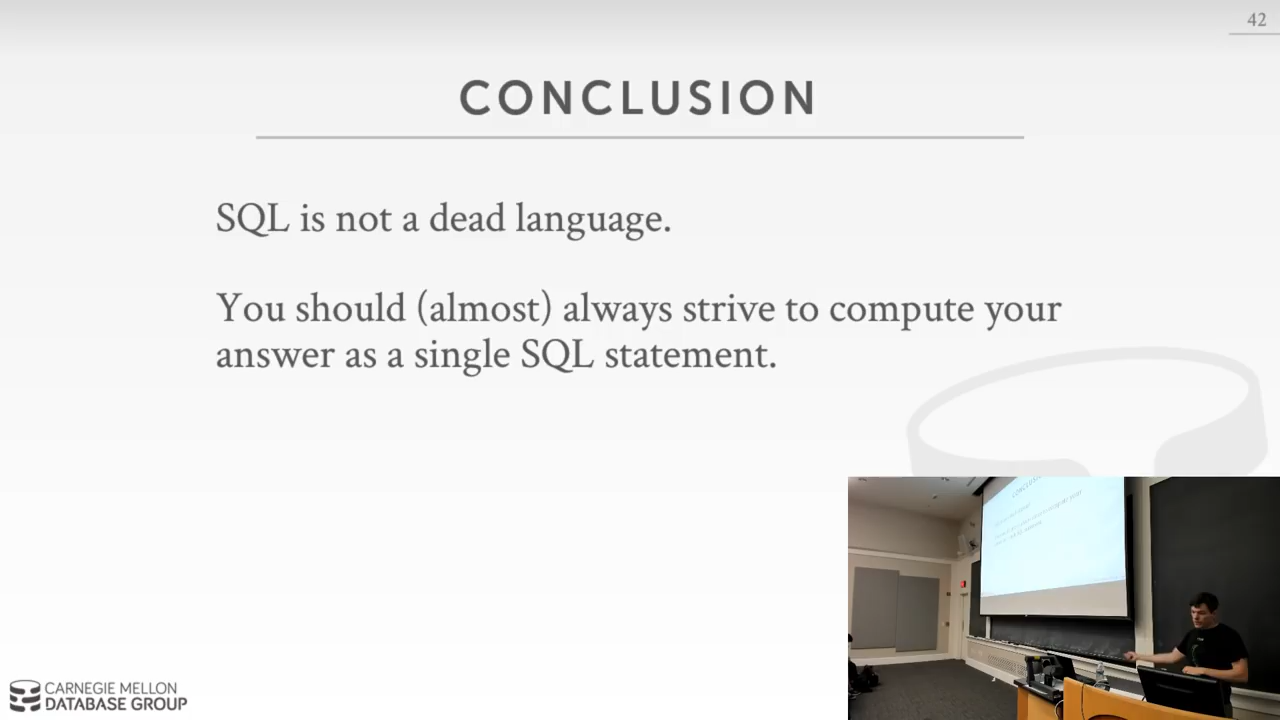 42
CONCLUSION
SQL is not a dead language.
You should (almost) always strive to compute your
answer as a single SQL statement.
CARNEGIE MELLON
DATABASE GROUP